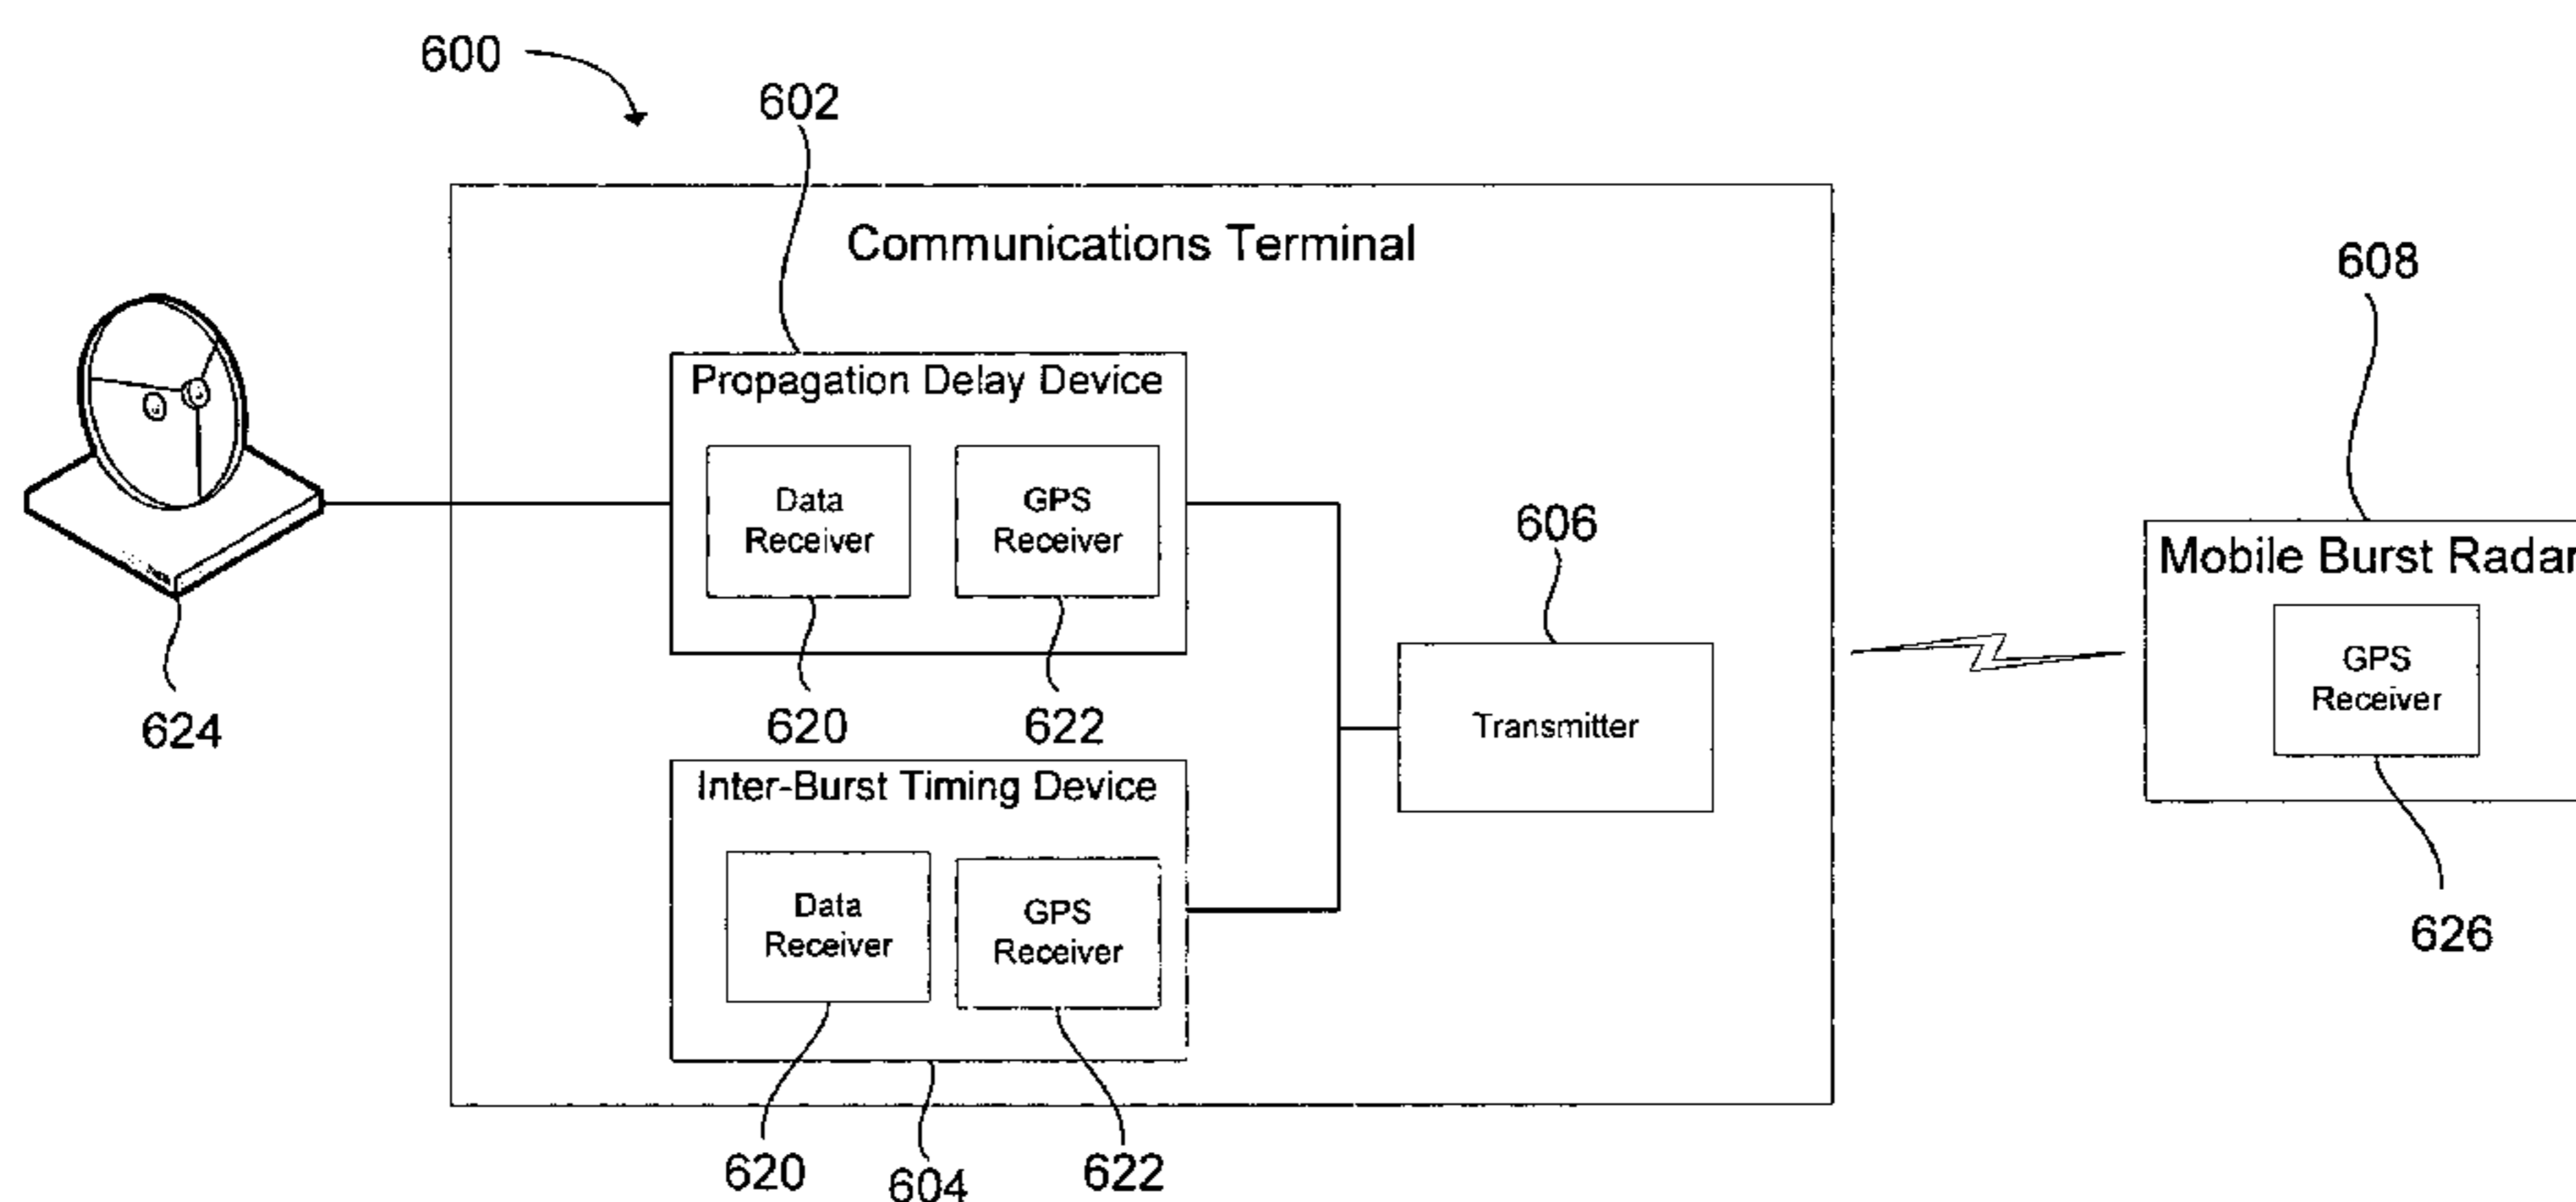 600
602
Communications Terminal
608
Propagation Delay Device
Data
Receiver
GPS
Receiver
606
Mobile Burst Radar
GPS
Receiver
Transmitter
624
620
622
Inter-Burst Timing Device
Data
Receiver
GPS
Receiver
626
620
604
622